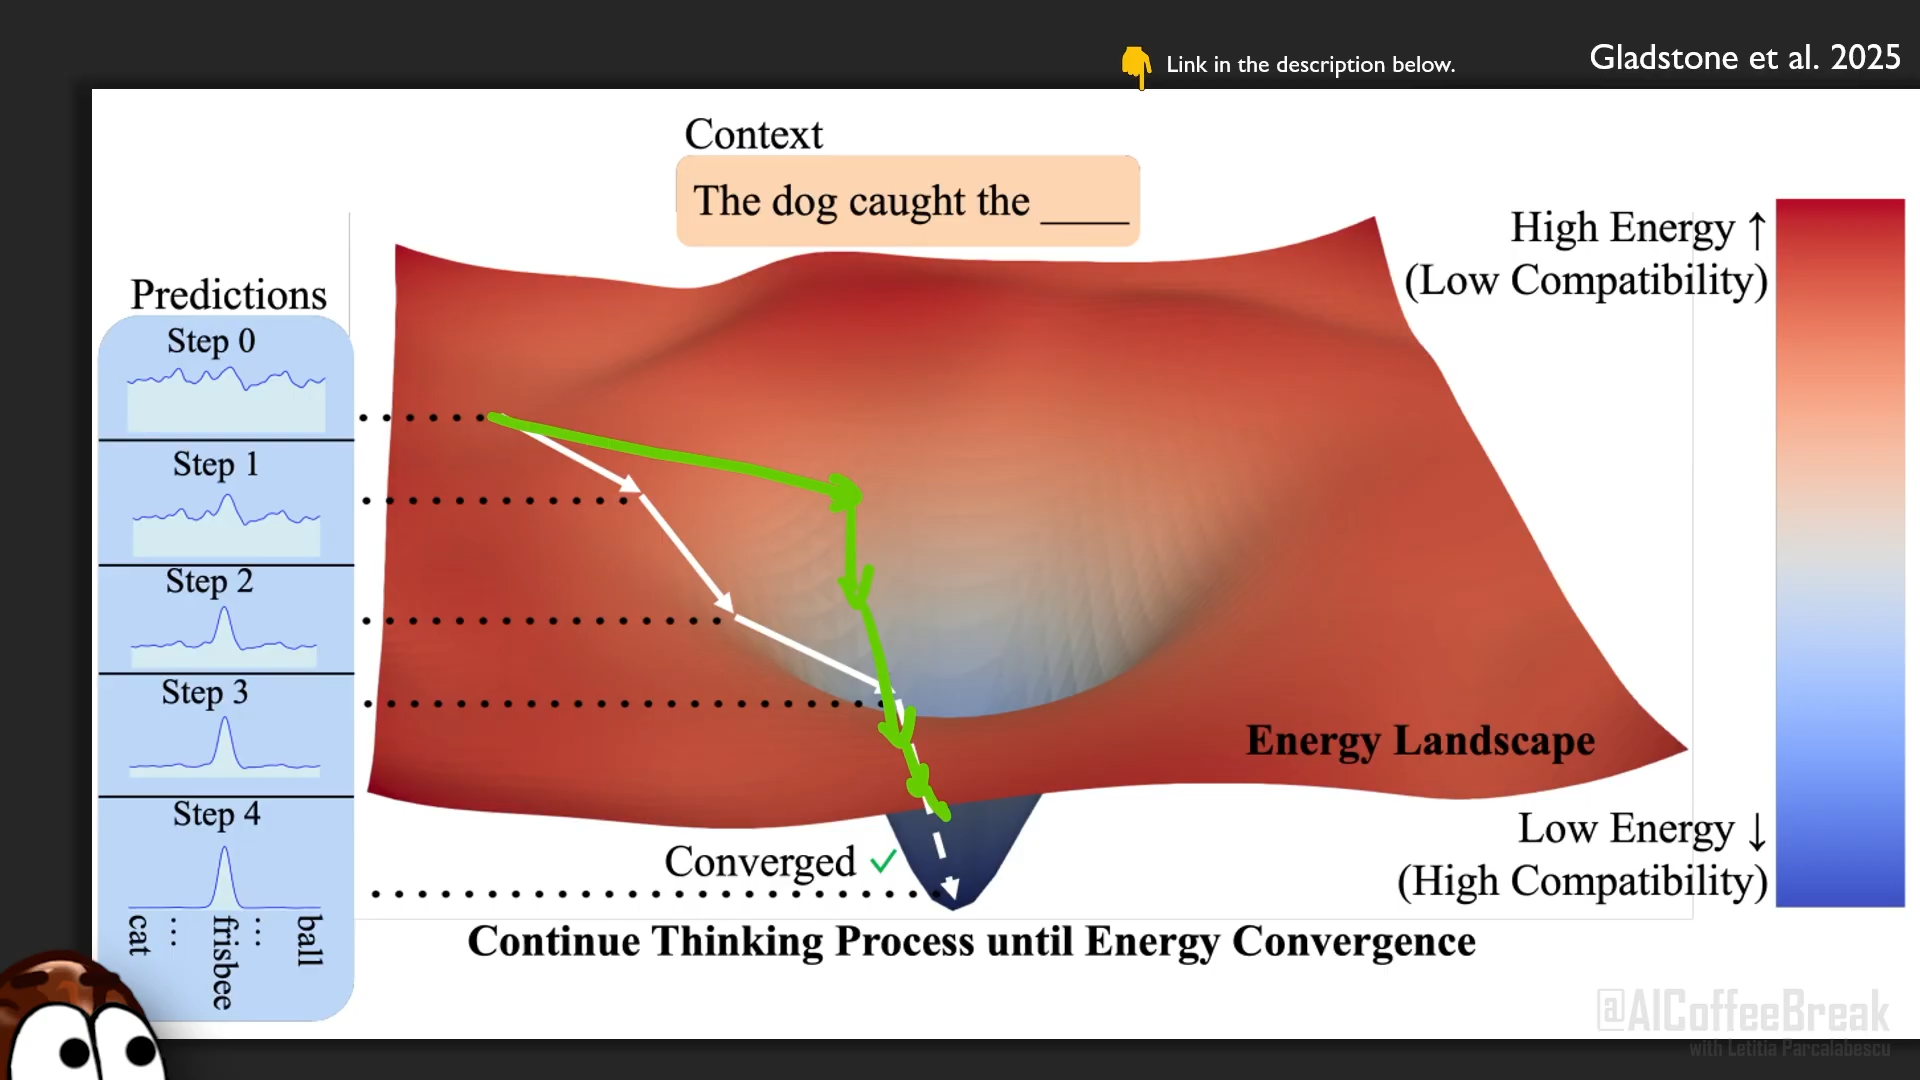 Link in the description below.
Gladstone et al. 2025
Context
The dog caught the ____
High Energy ↑
(Low Compatibility)
Predictions
Step 0
Step 1
Step 2
Step 3
Step 4
cat
...
frisbee
...
ball
Energy Landscape
Low Energy ↓
(High Compatibility)
Converged ✓
Continue Thinking Process until Energy Convergence
@AICoffeeBreak
with Letitia Parcalabescu